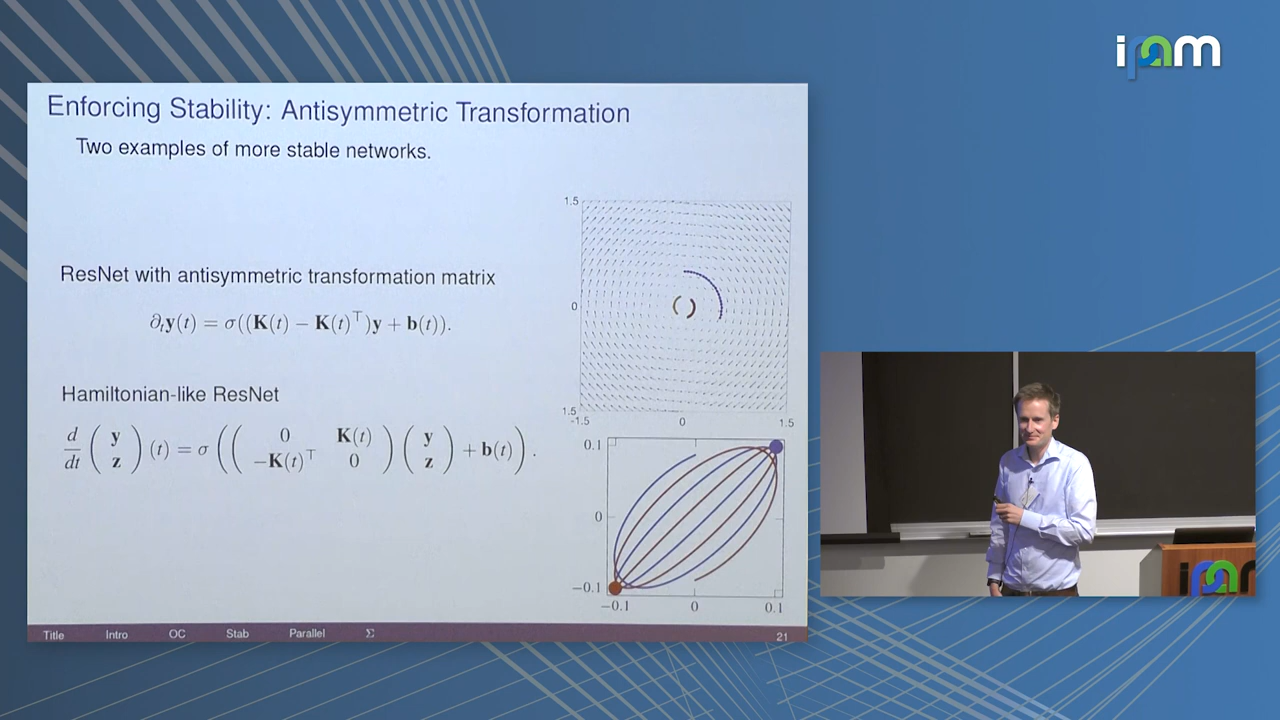 ipam
Enforcing Stability: Antisymmetric Transformation
Two examples of more stable networks.
ResNet with antisymmetric transformation matrix
∂ₜy(t) = σ((K(t) − K(t)⊤)y + b(t)).
Hamiltonian-like ResNet
d/dt ( y z ) (t) = σ ( ( 0 K(t) −K(t)⊤ 0 ) ( y z ) + b(t) ) .
1.5
0
1.5
-1.5 0 1.5
0.1
0
−0.1
−0.1 0 0.1
Title Intro OC Stab Parallel Σ 21
ipam